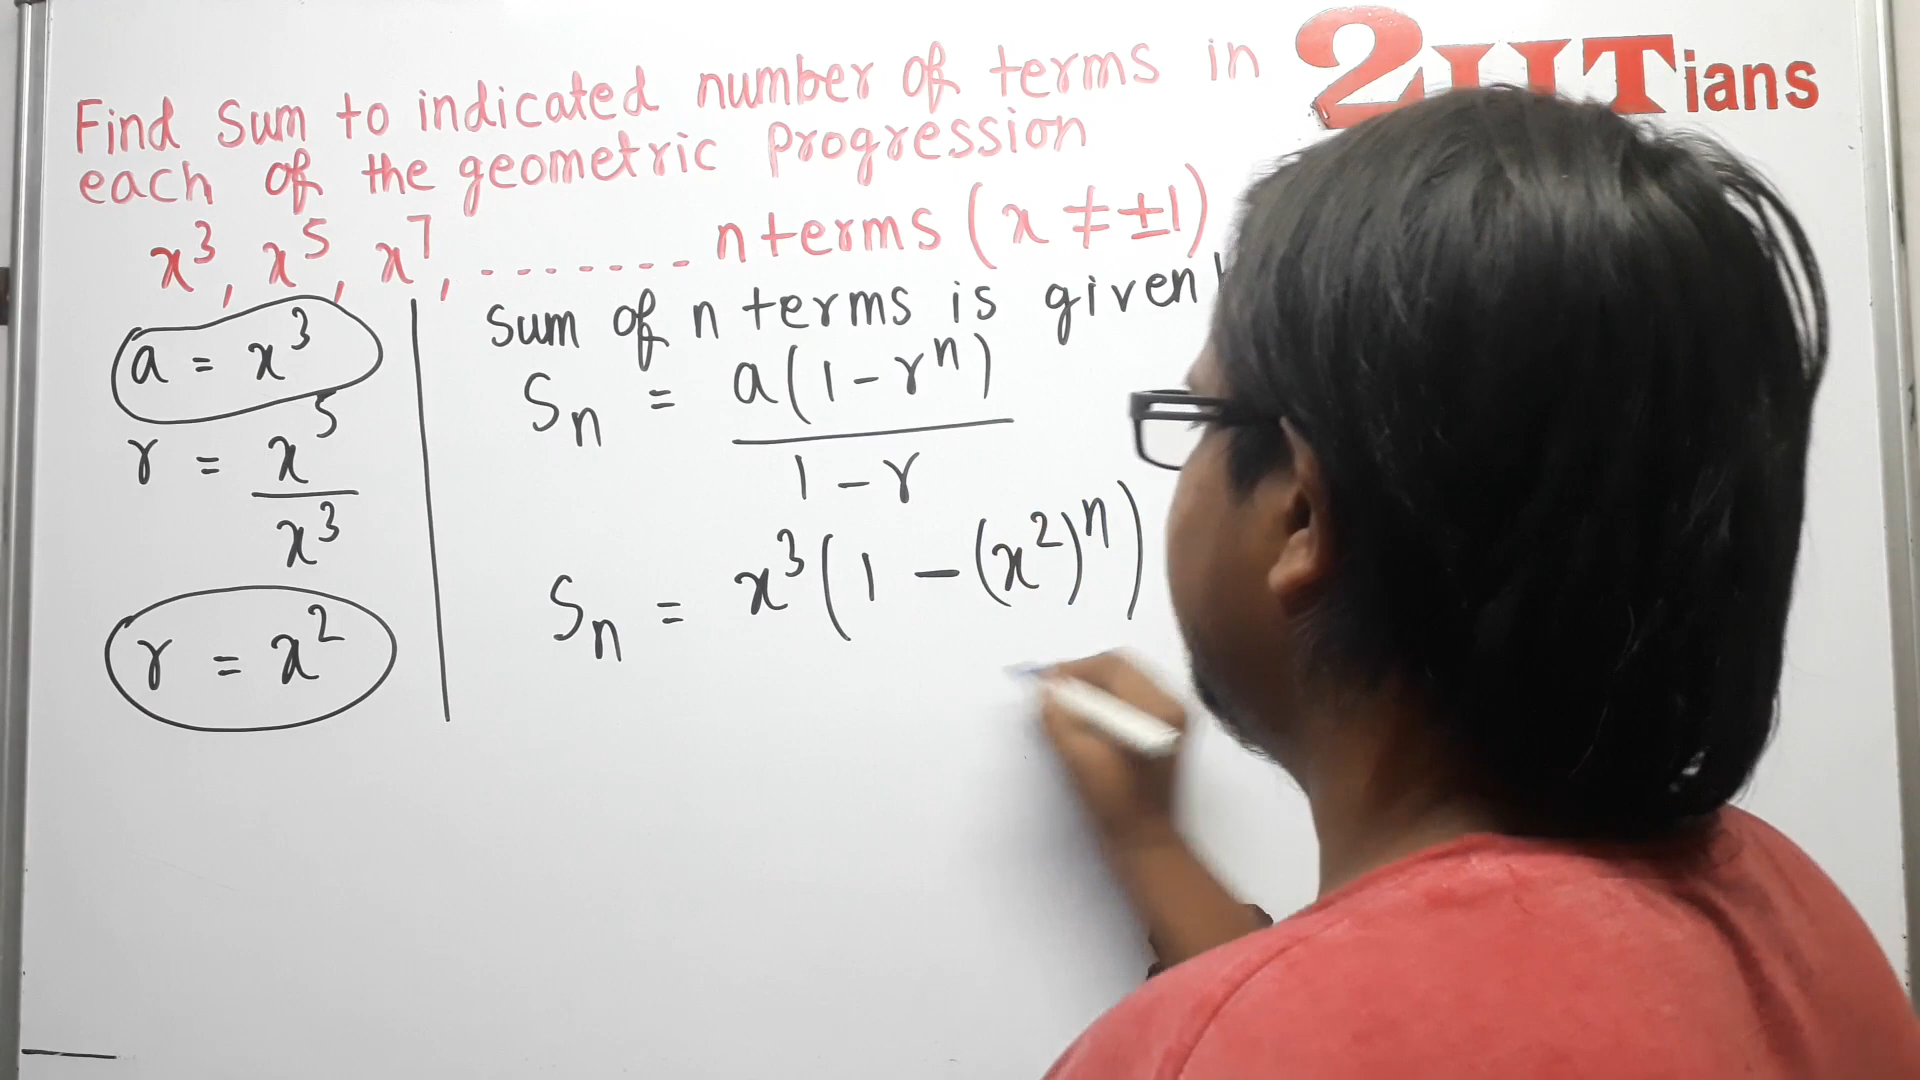 Find Sum to indicated number of terms in
each of the geometric progression
x³, x⁵, x⁷, ....... n terms (x ≠ ±1)
2IITians
a = x³
r = x⁵/x³
r = x²
Sum of n terms is given
Sₙ = a(1-rⁿ)/1-r
Sₙ = x³(1-(x²)ⁿ)